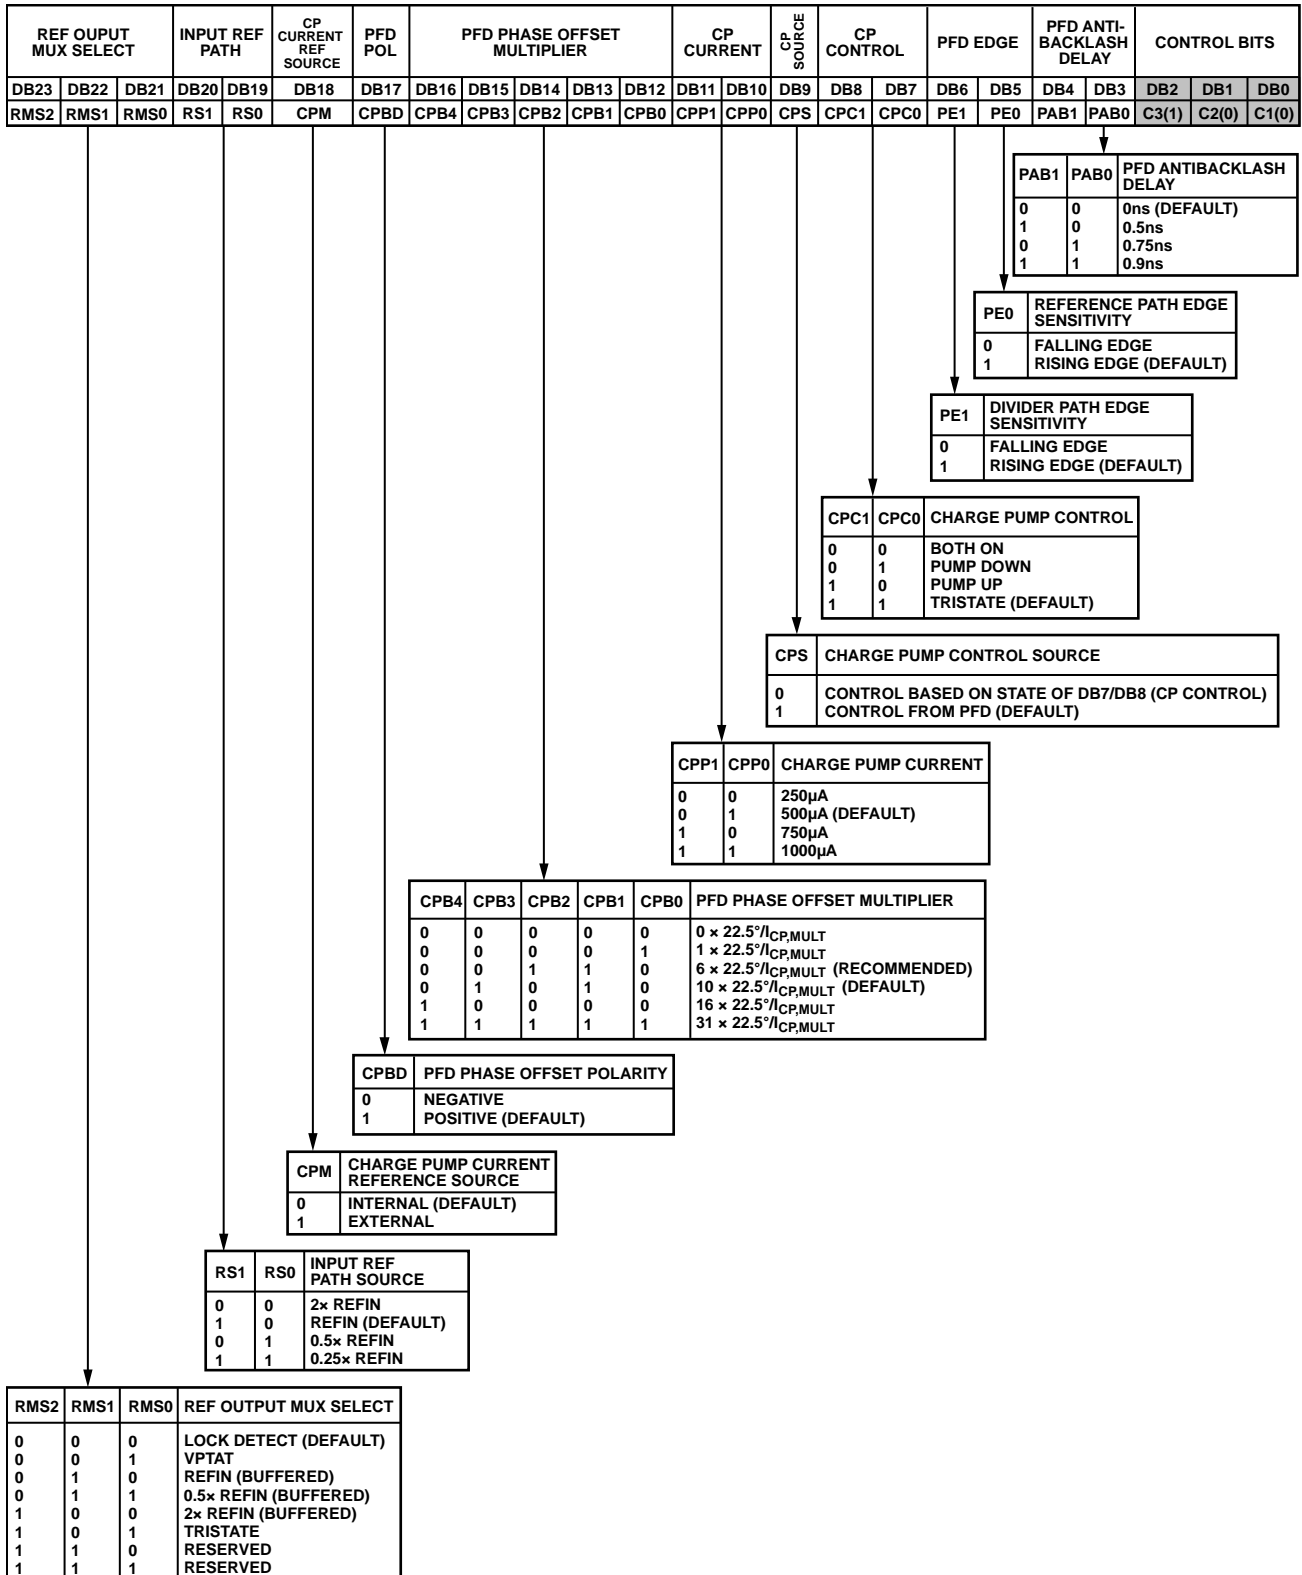 REF OUPUT MUX SELECT | INPUT REF PATH | CP CURRENT REF SOURCE | PFD POL | PFD PHASE OFFSET MULTIPLIER | CP CURRENT | CP SOURCE | CP CONTROL | PFD EDGE | PFD ANTI-BACKLASH DELAY | CONTROL BITS
DB23 DB22 DB21 DB20 DB19 DB18 DB17 DB16 DB15 DB14 DB13 DB12 DB11 DB10 DB9 DB8 DB7 DB6 DB5 DB4 DB3 DB2 DB1 DB0
RMS2 RMS1 RMS0 RS1 RS0 CPM CPBD CPB4 CPB3 CPB2 CPB1 CPB0 CPP1 CPP0 CPS CPC1 CPC0 PE1 PE0 PAB1 PAB0 C3(1) C2(0) C1(0)
PAB1 PAB0 PFD ANTIBACKLASH DELAY
0 0 0ns (DEFAULT)
1 0 0.5ns
0 1 0.75ns
1 1 0.9ns
PE0 REFERENCE PATH EDGE SENSITIVITY
0 FALLING EDGE
1 RISING EDGE (DEFAULT)
PE1 DIVIDER PATH EDGE SENSITIVITY
0 FALLING EDGE
1 RISING EDGE (DEFAULT)
CPC1 CPC0 CHARGE PUMP CONTROL
0 0 BOTH ON
0 1 PUMP DOWN
1 0 PUMP UP
1 1 TRISTATE (DEFAULT)
CPS CHARGE PUMP CONTROL SOURCE
0 CONTROL BASED ON STATE OF DB7/DB8 (CP CONTROL)
1 CONTROL FROM PFD (DEFAULT)
CPP1 CPP0 CHARGE PUMP CURRENT
0 0 250µA
0 1 500µA (DEFAULT)
1 0 750µA
1 1 1000µA
CPB4 CPB3 CPB2 CPB1 CPB0 PFD PHASE OFFSET MULTIPLIER
0 0 0 0 0 0 × 22.5°/ICP,MULT
0 0 0 0 1 1 × 22.5°/ICP,MULT
0 0 1 1 0 6 × 22.5°/ICP,MULT (RECOMMENDED)
0 1 0 1 0 10 × 22.5°/ICP,MULT (DEFAULT)
1 0 0 0 0 16 × 22.5°/ICP,MULT
1 1 1 1 1 31 × 22.5°/ICP,MULT
CPBD PFD PHASE OFFSET POLARITY
0 NEGATIVE
1 POSITIVE (DEFAULT)
CPM CHARGE PUMP CURRENT REFERENCE SOURCE
0 INTERNAL (DEFAULT)
1 EXTERNAL
RS1 RS0 INPUT REF PATH SOURCE
0 0 2× REFIN
1 0 REFIN (DEFAULT)
0 1 0.5× REFIN
1 1 0.25× REFIN
RMS2 RMS1 RMS0 REF OUTPUT MUX SELECT
0 0 0 LOCK DETECT (DEFAULT)
0 0 1 VPTAT
0 1 0 REFIN (BUFFERED)
0 1 1 0.5× REFIN (BUFFERED)
1 0 0 2× REFIN (BUFFERED)
1 0 1 TRISTATE
1 1 0 RESERVED
1 1 1 RESERVED